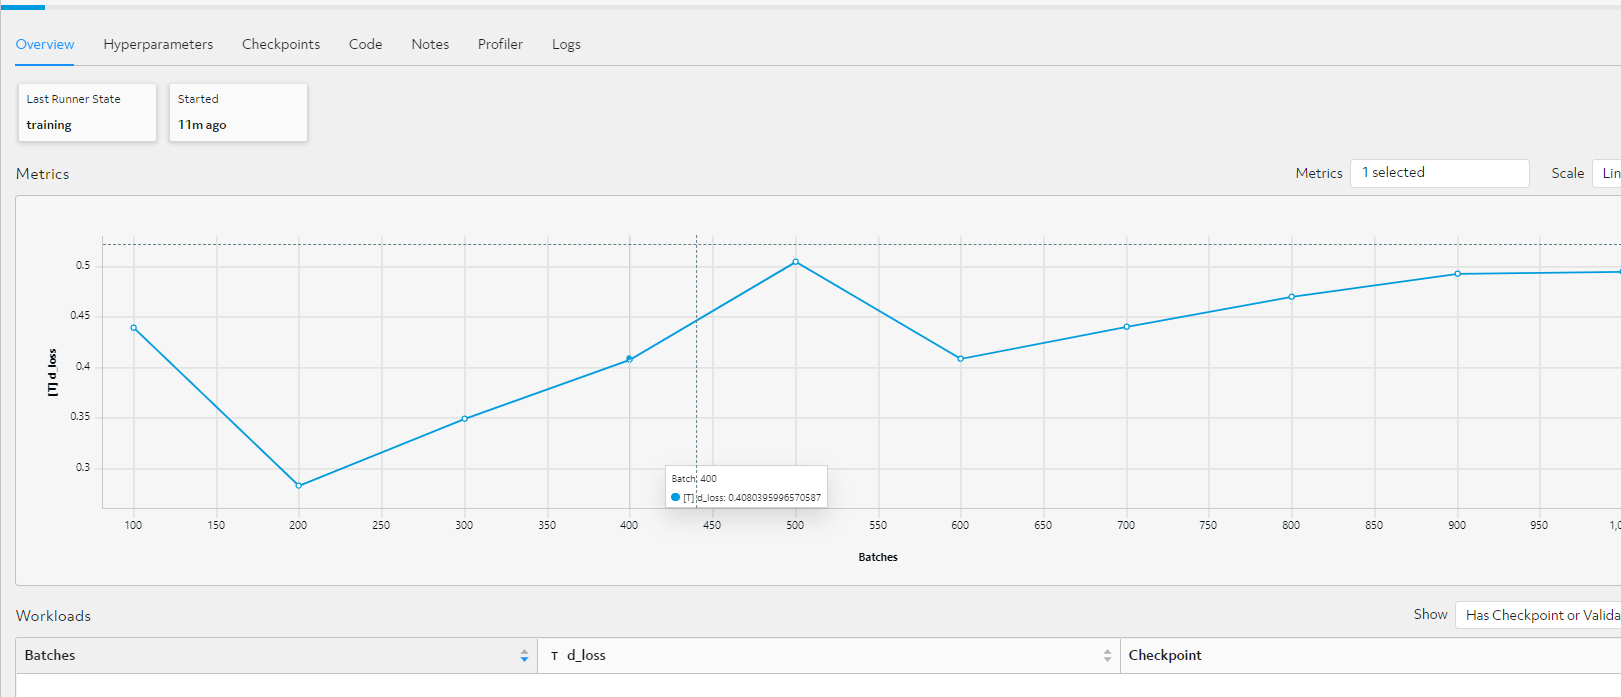 Overview Hyperparameters Checkpoints Code Notes Profiler Logs
Last Runner State
training
Started
11m ago
Metrics
Metrics 1 selected Scale Lin
0.5
0.45
0.4
0.35
0.3
[T] d_loss
Batch: 400
[T] d_loss: 0.4080395996570587
100 150 200 250 300 350 400 450 500 550 600 650 700 750 800 850 900 950 1,0
Batches
Workloads
Show Has Checkpoint or Valida
Batches T d_loss Checkpoint